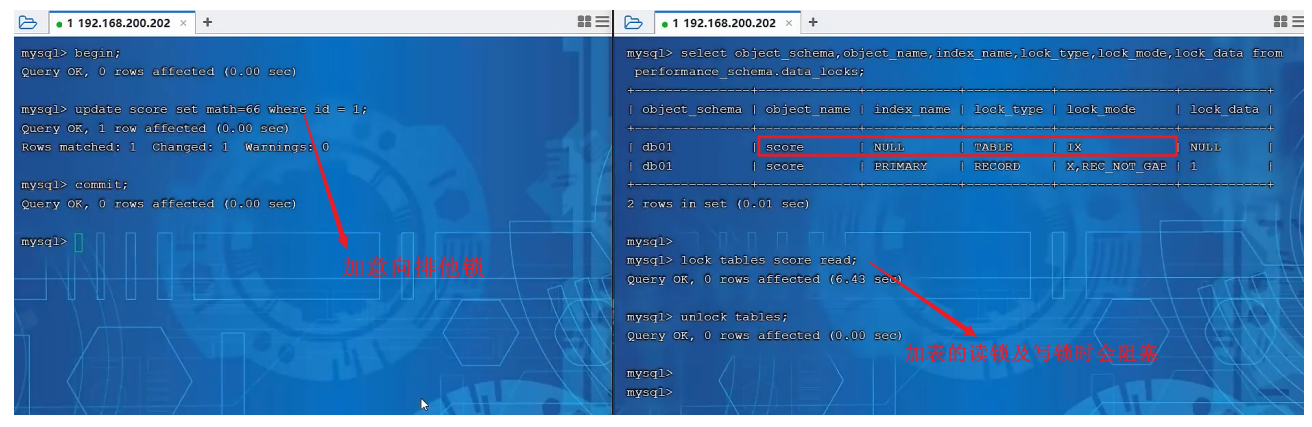 1 192.168.200.202 × +
mysql> begin;
Query OK, 0 rows affected (0.00 sec)
mysql> update score set math=66 where id = 1;
Query OK, 1 row affected (0.00 sec)
Rows matched: 1  Changed: 1  Warnings: 0
mysql> commit;
Query OK, 0 rows affected (0.00 sec)
mysql>
加意向排他锁
1 192.168.200.202 × +
mysql> select object_schema,object_name,index_name,lock_type,lock_mode,lock_data from
performance_schema.data_locks;
+---------------+-------------+------------+-----------+---------------+-----------+
| object_schema | object_name | index_name | lock_type | lock_mode | lock_data |
+---------------+-------------+------------+-----------+---------------+-----------+
| db01 | score | NULL | TABLE | IX | NULL |
| db01 | score | PRIMARY | RECORD | X,REC_NOT_GAP | 1 |
+---------------+-------------+------------+-----------+---------------+-----------+
2 rows in set (0.01 sec)
mysql>
mysql> lock tables score read;
Query OK, 0 rows affected (6.43 sec)
mysql> unlock tables;
Query OK, 0 rows affected (0.00 sec)
加表的读锁及写锁时会阻塞
mysql>
mysql>